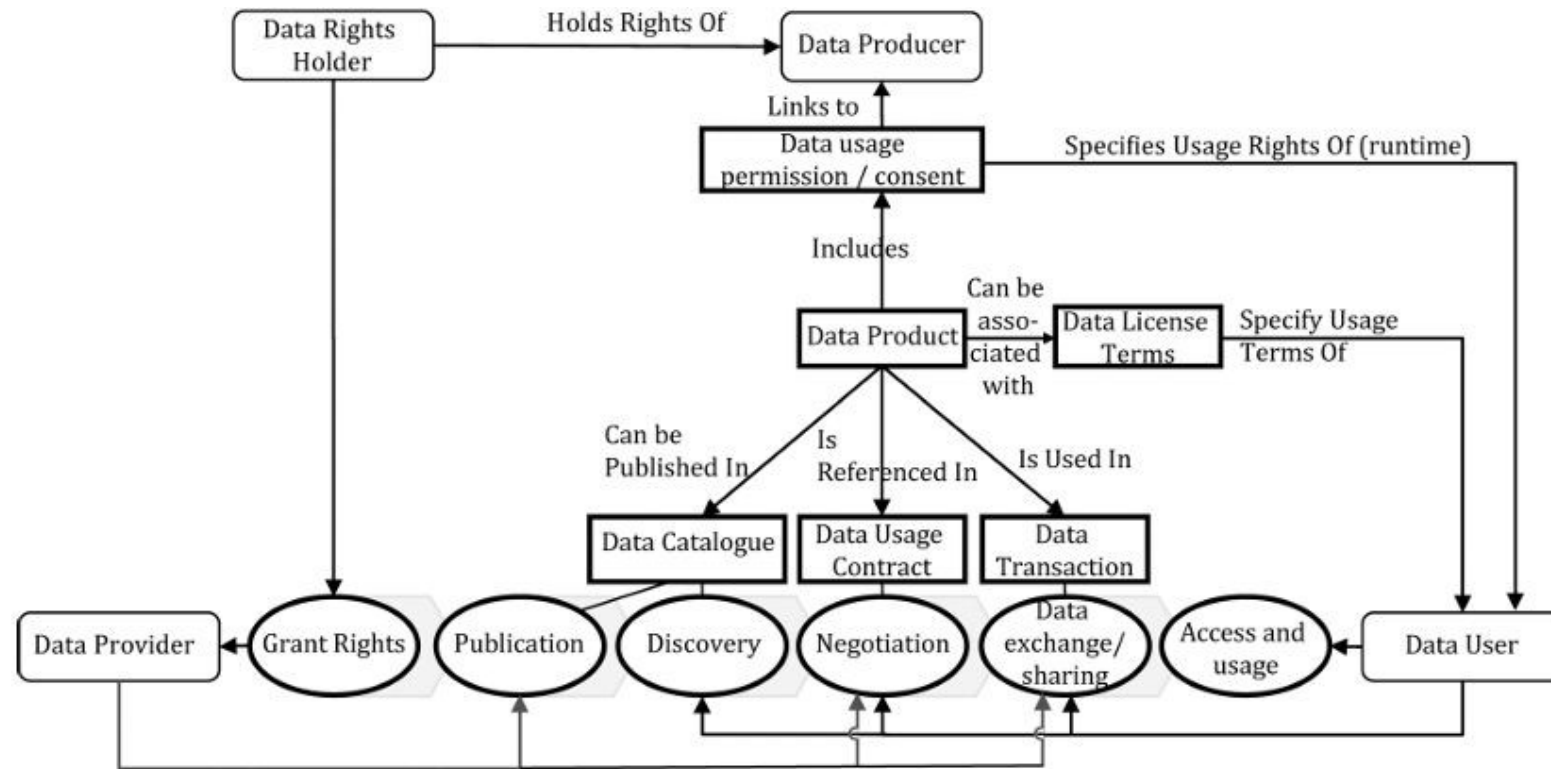 Data Rights
Holder
Holds Rights Of
Data Producer
Links to
Data usage
permission / consent
Specifies Usage Rights Of (runtime)
Includes
Data Product
Can be
asso-
ciated
with
Data License
Terms
Specify Usage
Terms Of
Can be
Published In
Is
Referenced In
Is Used In
Data Catalogue
Data Usage
Contract
Data
Transaction
Data Provider
Grant Rights
Publication
Discovery
Negotiation
Data
exchange/
sharing
Access and
usage
Data User